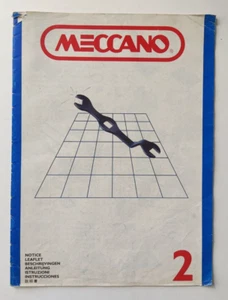 MECCANO®
NOTICE
LEAFLET
BESCHRIJVINGEN
ANLEITUNG
ISTRUZIONI
INSTRUCCIONES
2